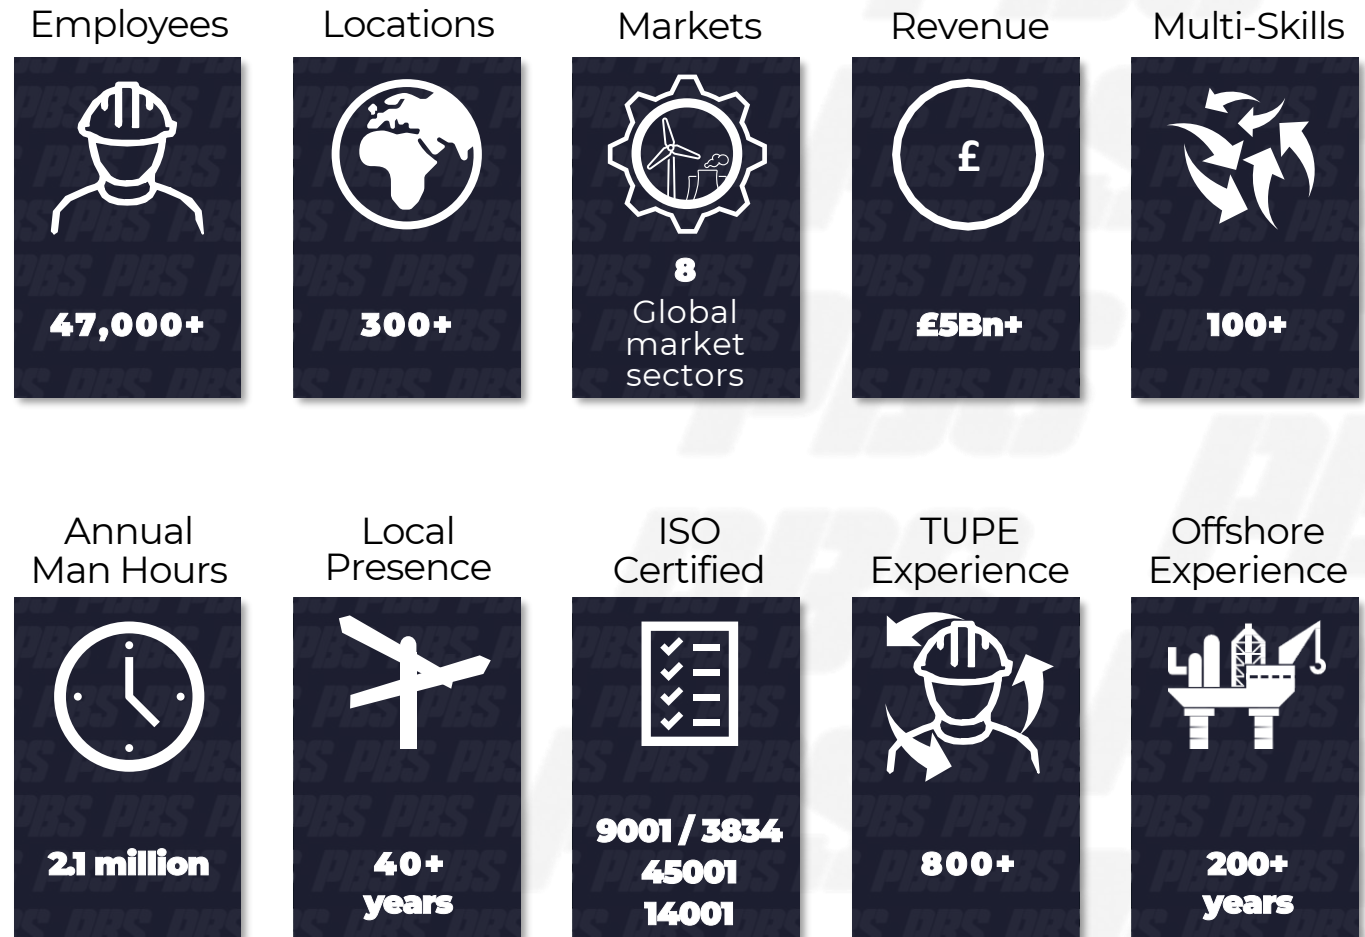 Employees
Locations
Markets
Revenue
Multi-Skills
£
47,000+
300+
8
Global
market
sectors
£5Bn+
100+
Annual
Man Hours
Local
Presence
ISO
Certified
TUPE
Experience
Offshore
Experience
2.1 million
40+
years
9001 / 3834
45001
14001
800+
200+
years